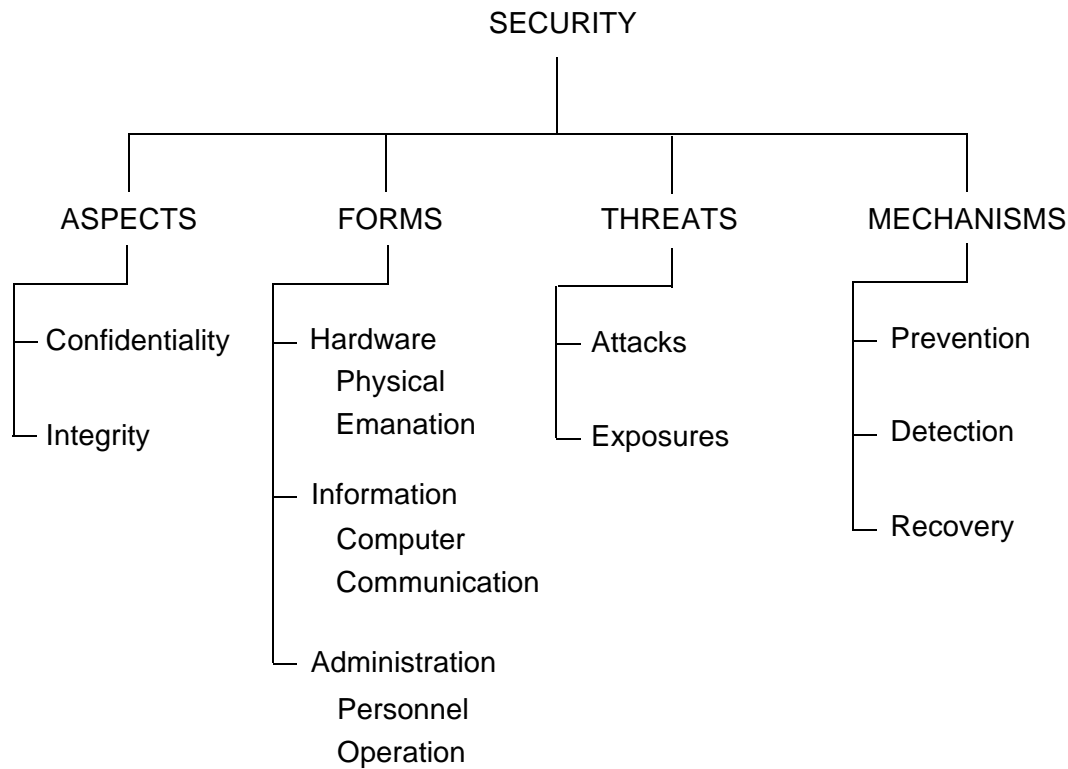 SECURITY
ASPECTS
FORMS
THREATS
MECHANISMS
Confidentiality
Integrity
Hardware
Physical
Emanation
Information
Computer
Communication
Administration
Personnel
Operation
Attacks
Exposures
Prevention
Detection
Recovery